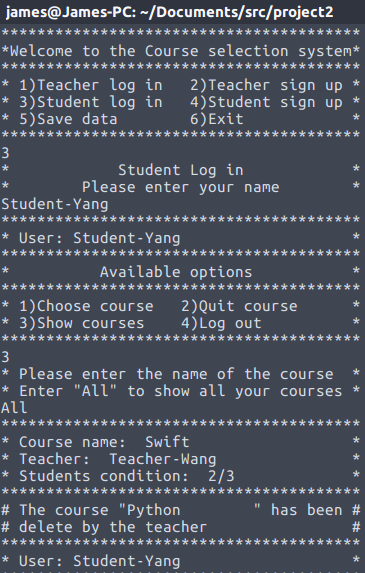 james@James-PC: ~/Documents/src/project2
****************************************
*Welcome to the Course selection system*
****************************************
* 1)Teacher log in   2)Teacher sign up *
* 3)Student log in   4)Student sign up *
* 5)Save data        6)Exit            *
****************************************
3
*            Student Log in            *
*        Please enter your name        *
Student-Yang
****************************************
* User: Student-Yang                   *
****************************************
*          Available options           *
****************************************
* 1)Choose course   2)Quit course      *
* 3)Show courses    4)Log out          *
****************************************
3
* Please enter the name of the course  *
* Enter "All" to show all your courses *
All
****************************************
* Course name:  Swift                  *
* Teacher:  Teacher-Wang               *
* Students condition:  2/3             *
****************************************
# The course "Python        " has been #
# delete by the teacher                #
****************************************
* User: Student-Yang                   *